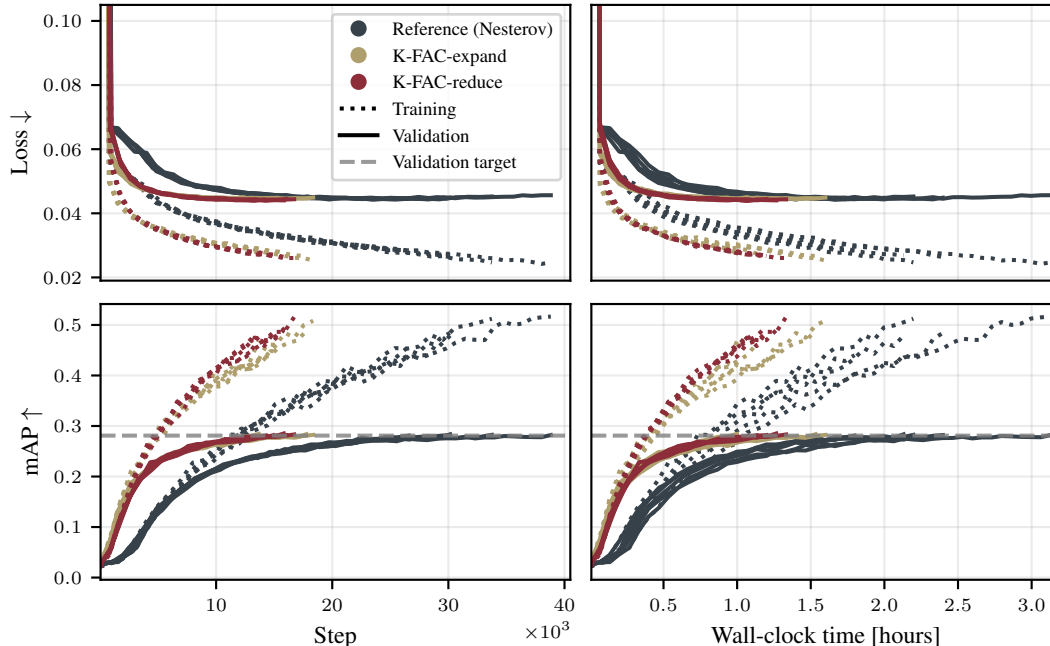 0.10
0.08
0.06
0.04
0.02
Loss ↓
Reference (Nesterov)
K-FAC-expand
K-FAC-reduce
Training
Validation
Validation target
0.5
0.4
0.3
0.2
0.1
0.0
mAP ↑
10 20 30 40
×10³
Step
0.5 1.0 1.5 2.0 2.5 3.0
Wall-clock time [hours]